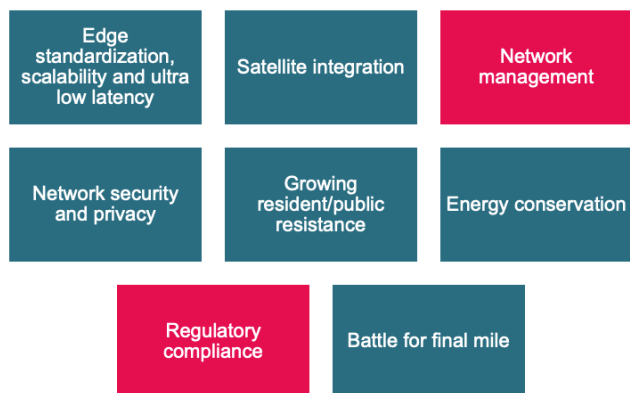 Edge
standardization,
scalability and ultra
low latency
Satellite integration
Network
management
Network security
and privacy
Growing
resident/public
resistance
Energy conservation
Regulatory
compliance
Battle for final mile